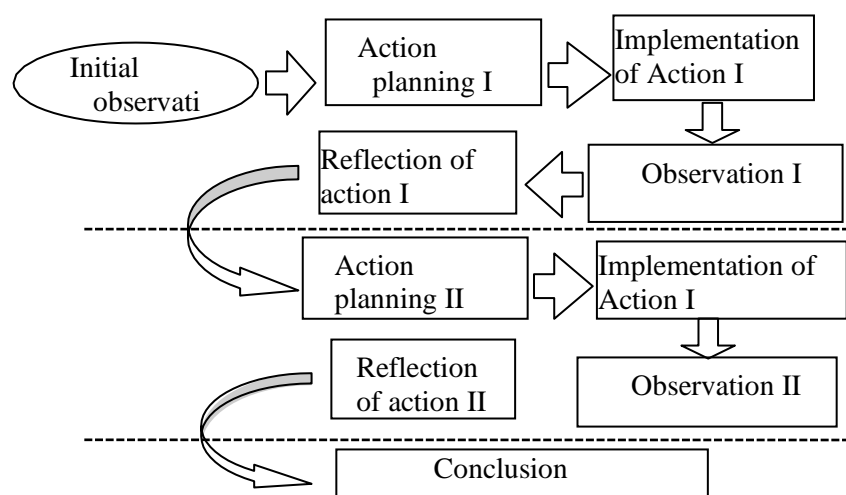 Initial
observati
Action
planning I
Implementation
of Action I
Observation I
Reflection of
action I
Action
planning II
Implementation of
Action I
Observation II
Reflection
of action II
Conclusion